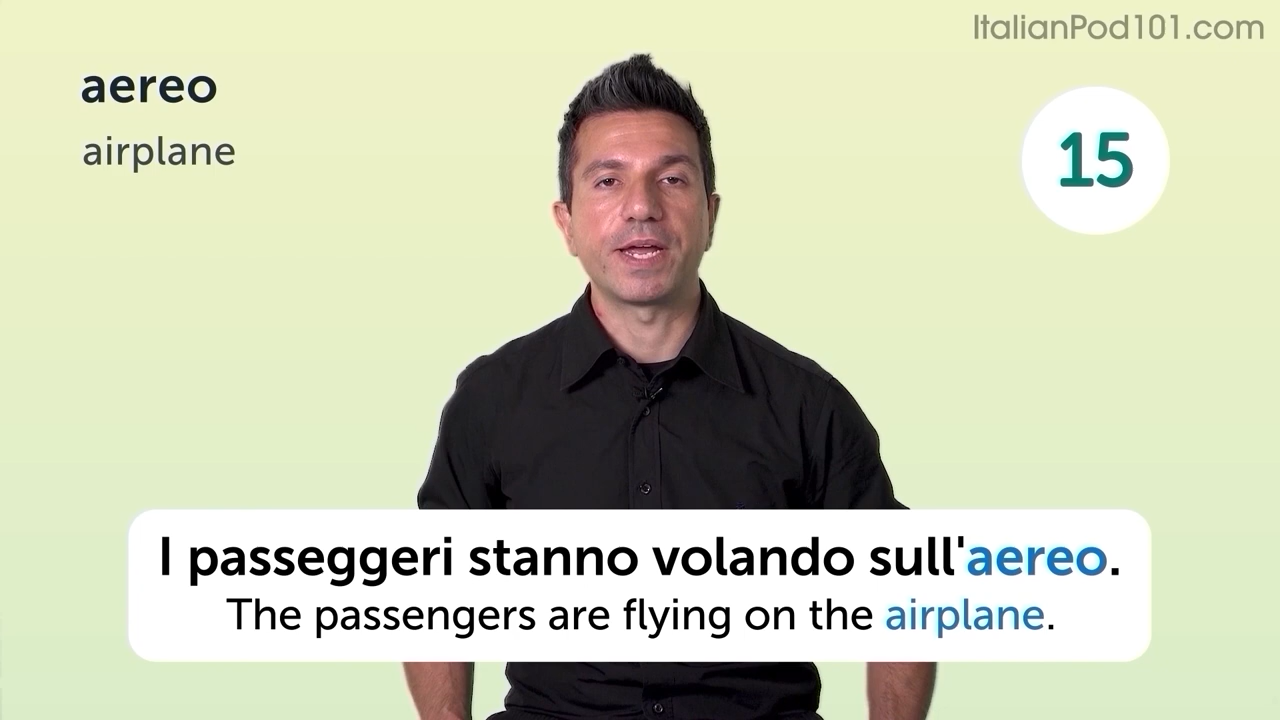 ItalianPod101.com
aereo
airplane
15
I passeggeri stanno volando sull'aereo.
The passengers are flying on the airplane.